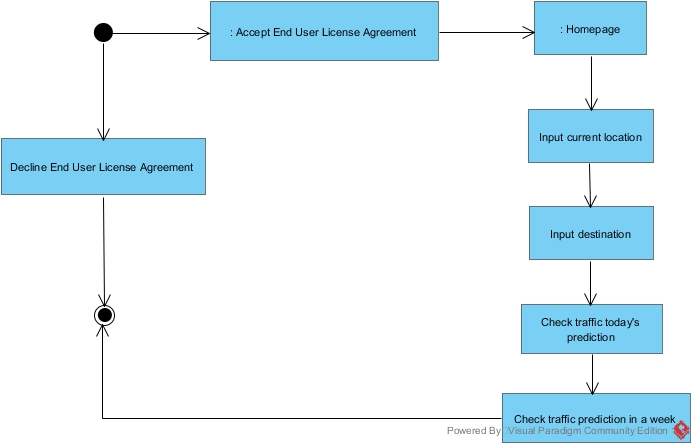 : Accept End User License Agreement
: Homepage
Input current location
Decline End User License Agreement
Input destination
Check traffic today's
prediction
Check traffic prediction in a week
Powered By Visual Paradigm Community Edition